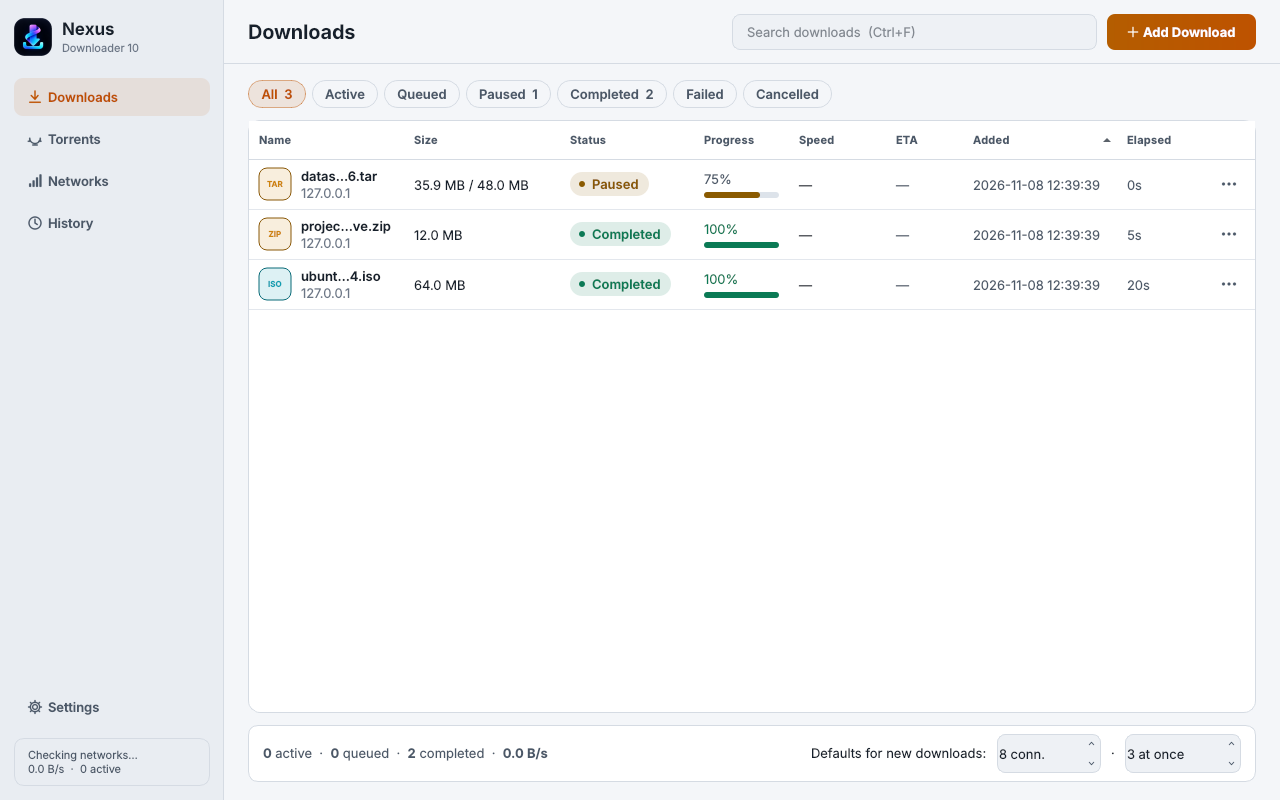 Nexus
Downloader 10
Downloads
Torrents
Networks
History
Settings
Checking networks...
0.0 B/s · 0 active
Downloads
Search downloads (Ctrl+F)
+ Add Download
All 3
Active
Queued
Paused 1
Completed 2
Failed
Cancelled
Name Size Status Progress Speed ETA Added Elapsed
TAR datas...6.tar 127.0.0.1 35.9 MB / 48.0 MB Paused 75% — — 2026-11-08 12:39:39 0s ···
ZIP projec...ve.zip 127.0.0.1 12.0 MB Completed 100% — — 2026-11-08 12:39:39 5s ···
ISO ubunt...4.iso 127.0.0.1 64.0 MB Completed 100% — — 2026-11-08 12:39:39 20s ···
0 active · 0 queued · 2 completed · 0.0 B/s
Defaults for new downloads: 8 conn. · 3 at once